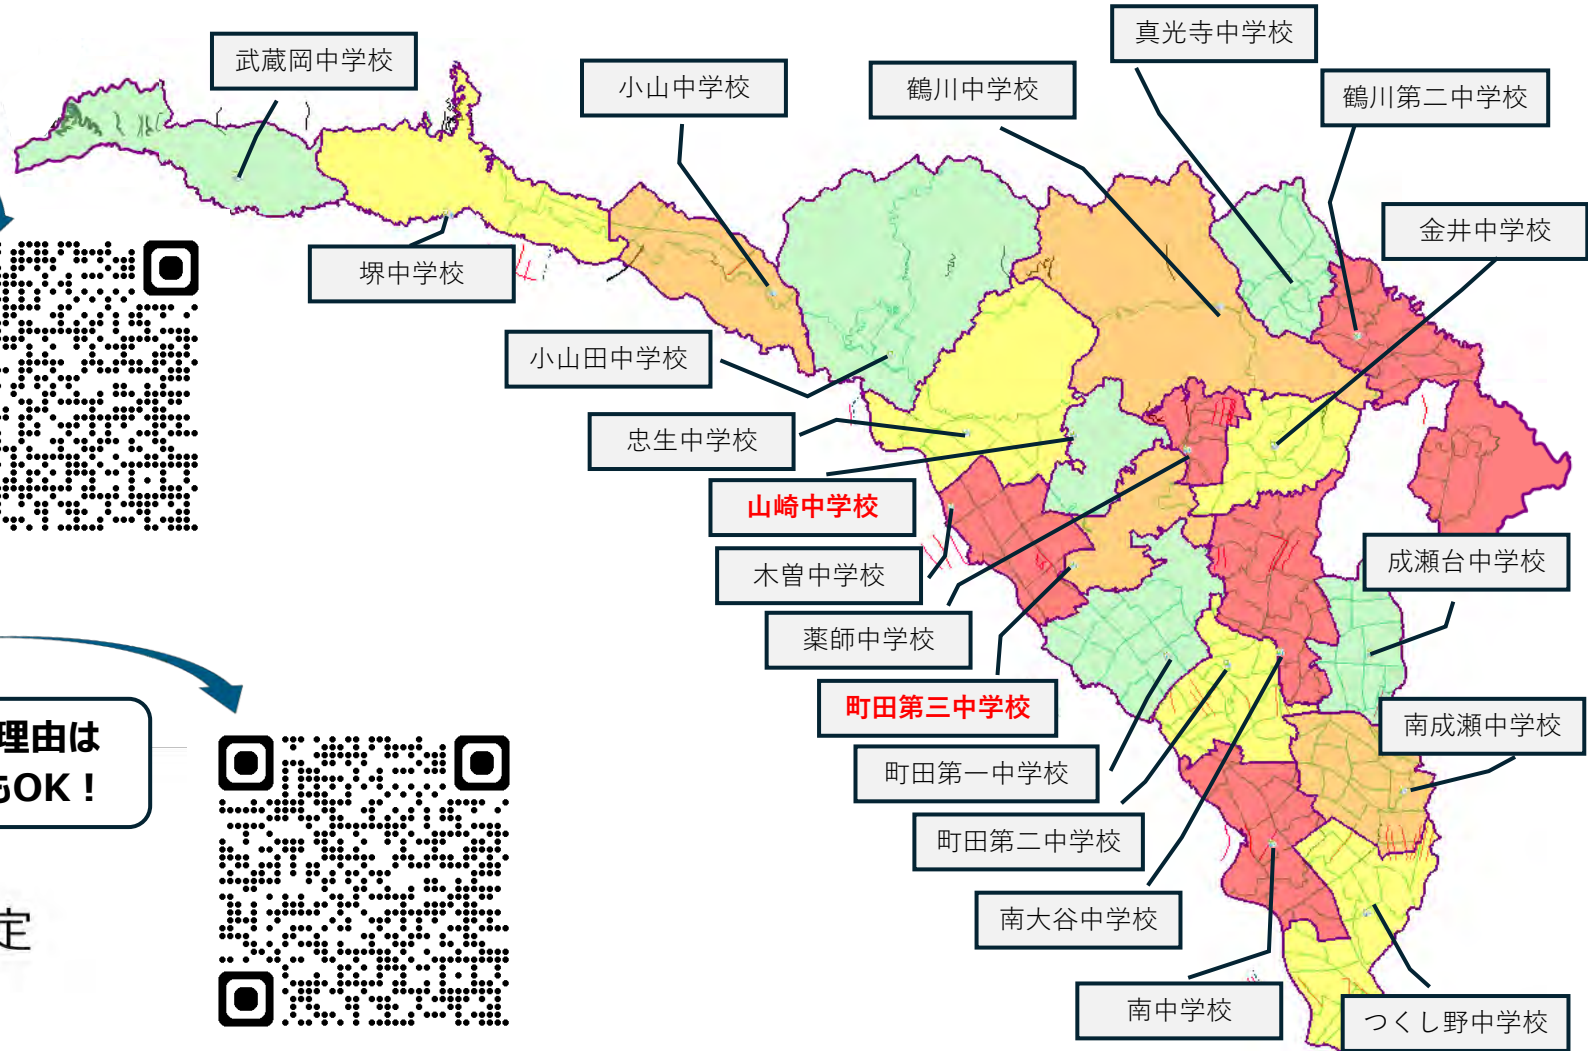 真光寺中学校
武蔵岡中学校
小山中学校
鶴川中学校
鶴川第二中学校
金井中学校
堺中学校
小山田中学校
忠生中学校
山崎中学校
木曽中学校
成瀬台中学校
薬師中学校
町田第三中学校
南成瀬中学校
理由は
もOK！
町田第一中学校
町田第二中学校
南大谷中学校
定
南中学校
つくし野中学校